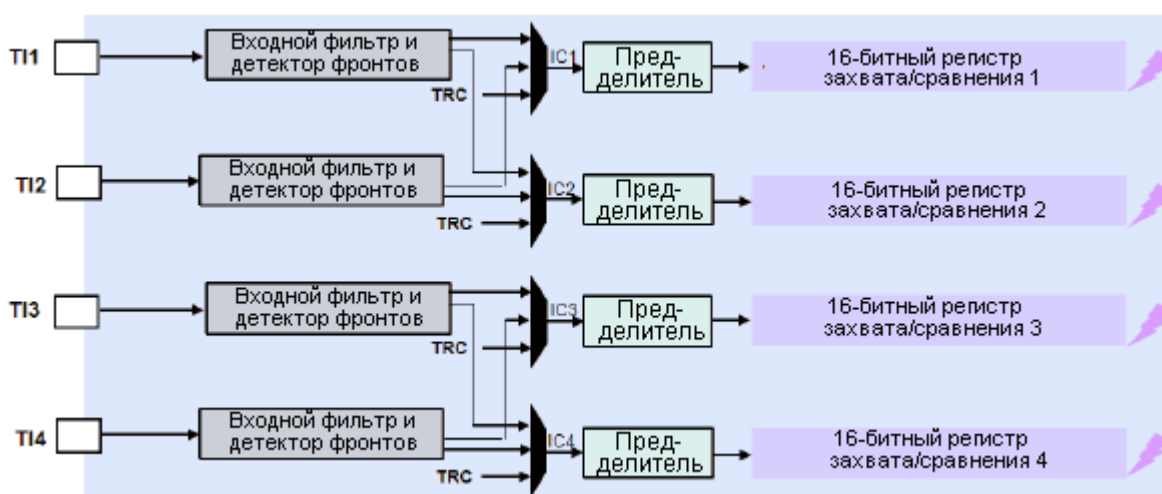 TI1
Входной фильтр и
детектор фронтов
TRC
IC1
Пред-
делитель
16-битный регистр
захвата/сравнения 1
TI2
Входной фильтр и
детектор фронтов
TRC
IC2
Пред-
делитель
16-битный регистр
захвата/сравнения 2
TI3
Входной фильтр и
детектор фронтов
TRC
IC3
Пред-
делитель
16-битный регистр
захвата/сравнения 3
TI4
Входной фильтр и
детектор фронтов
TRC
IC4
Пред-
делитель
16-битный регистр
захвата/сравнения 4